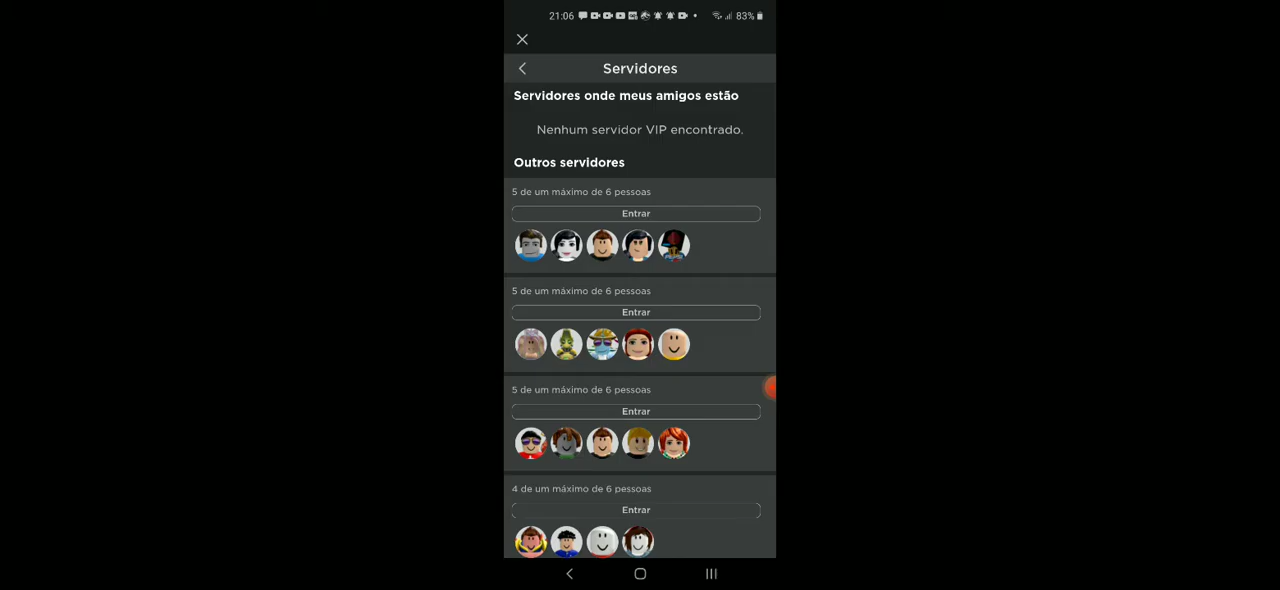 21:06 83%
Servidores
Servidores onde meus amigos estão
Nenhum servidor VIP encontrado.
Outros servidores
5 de um máximo de 6 pessoas
Entrar
5 de um máximo de 6 pessoas
Entrar
5 de um máximo de 6 pessoas
Entrar
4 de um máximo de 6 pessoas
Entrar